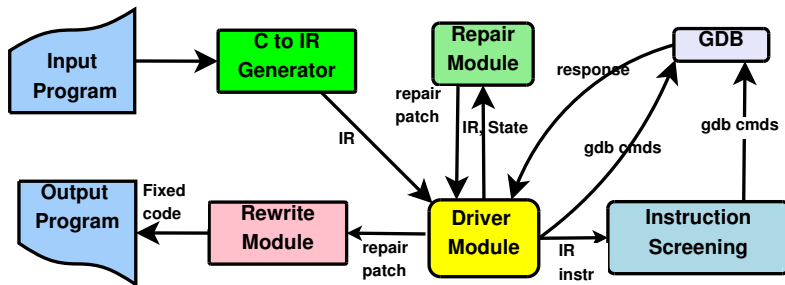 Input
Program
C to IR
Generator
Repair
Module
GDB
response
repair
patch
IR, State
gdb cmds
gdb cmds
IR
Output
Program
Fixed
code
Rewrite
Module
repair
patch
Driver
Module
IR
instr
Instruction
Screening